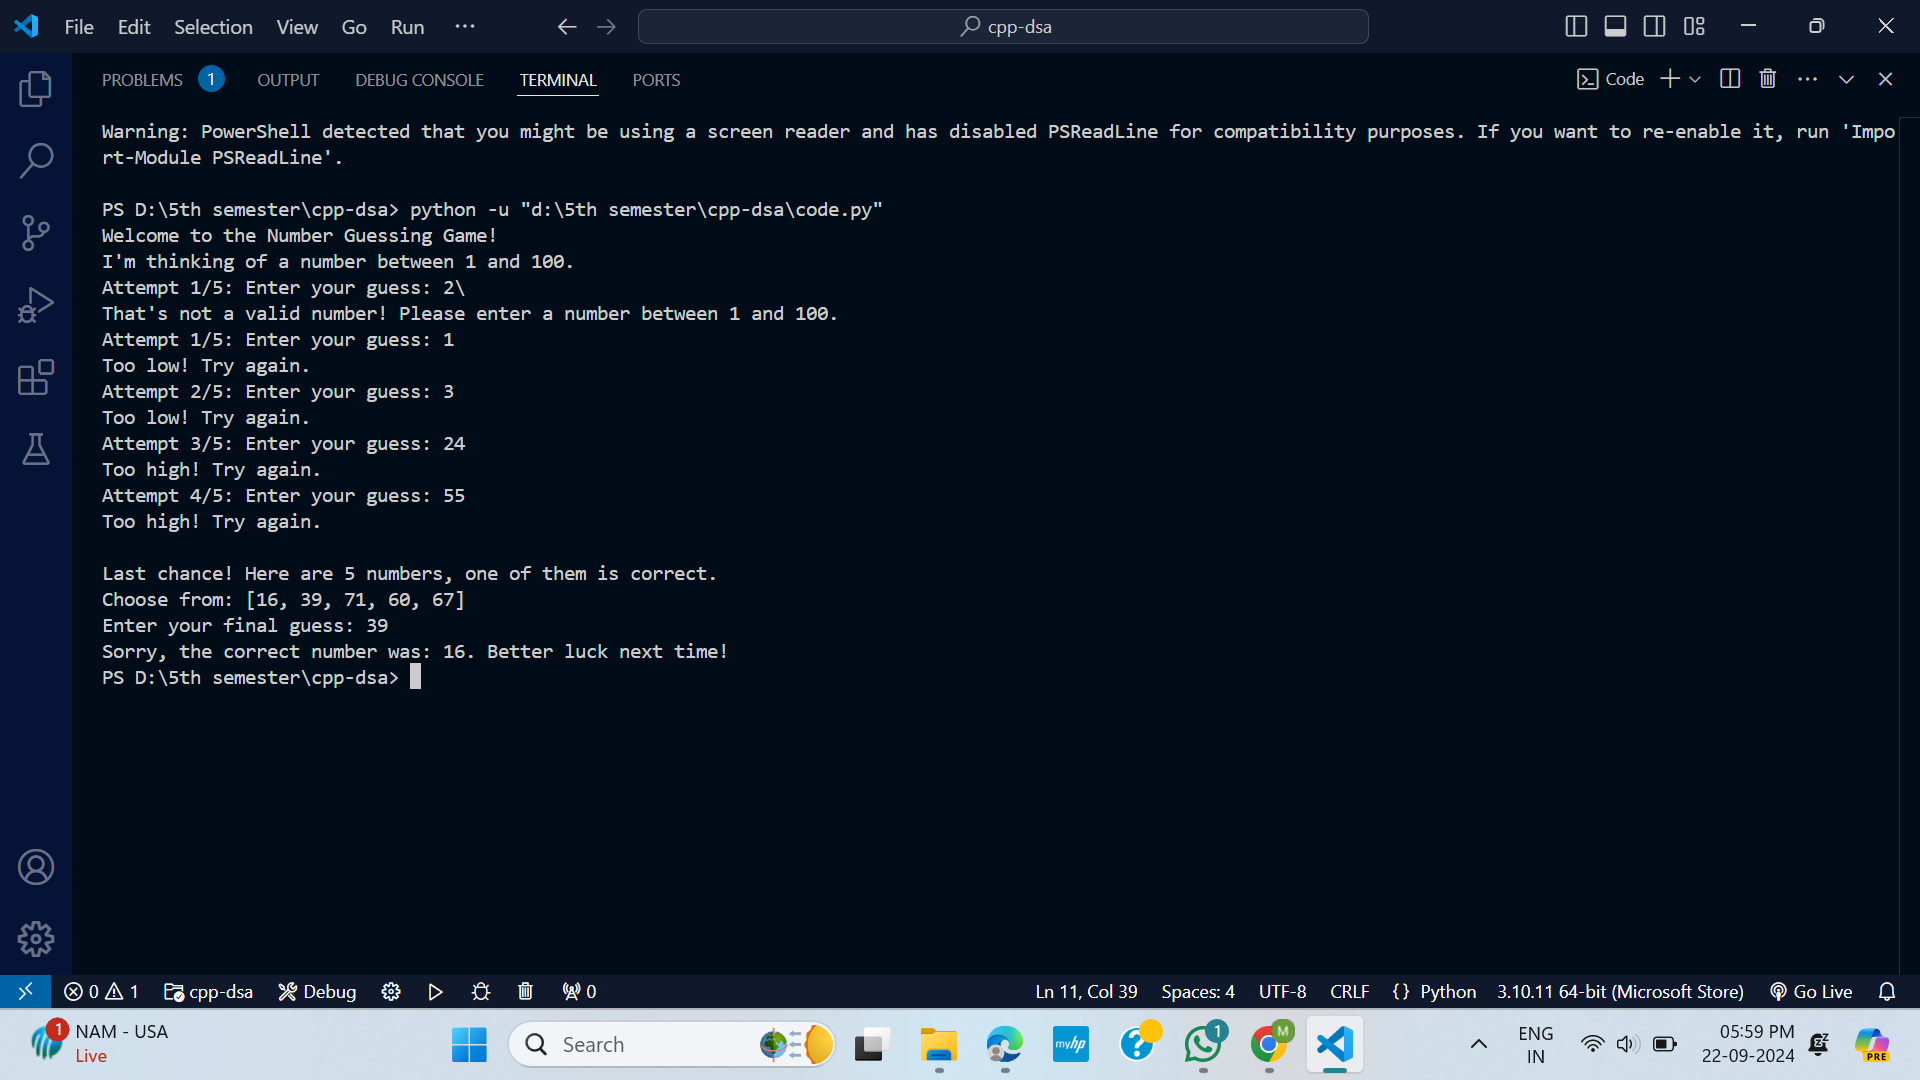 File Edit Selection View Go Run ··· cpp-dsa
PROBLEMS 1 OUTPUT DEBUG CONSOLE TERMINAL PORTS Code
Warning: PowerShell detected that you might be using a screen reader and has disabled PSReadLine for compatibility purposes. If you want to re-enable it, run 'Impo
rt-Module PSReadLine'.
PS D:\5th semester\cpp-dsa> python -u "d:\5th semester\cpp-dsa\code.py"
Welcome to the Number Guessing Game!
I'm thinking of a number between 1 and 100.
Attempt 1/5: Enter your guess: 2\
That's not a valid number! Please enter a number between 1 and 100.
Attempt 1/5: Enter your guess: 1
Too low! Try again.
Attempt 2/5: Enter your guess: 3
Too low! Try again.
Attempt 3/5: Enter your guess: 24
Too high! Try again.
Attempt 4/5: Enter your guess: 55
Too high! Try again.
Last chance! Here are 5 numbers, one of them is correct.
Choose from: [16, 39, 71, 60, 67]
Enter your final guess: 39
Sorry, the correct number was: 16. Better luck next time!
PS D:\5th semester\cpp-dsa>
0 1 cpp-dsa Debug 0 Ln 11, Col 39 Spaces: 4 UTF-8 CRLF {} Python 3.10.11 64-bit (Microsoft Store) Go Live
1 NAM - USA
Live
Search
myhp
?
1
M
ENG
IN
05:59 PM
22-09-2024
PRE